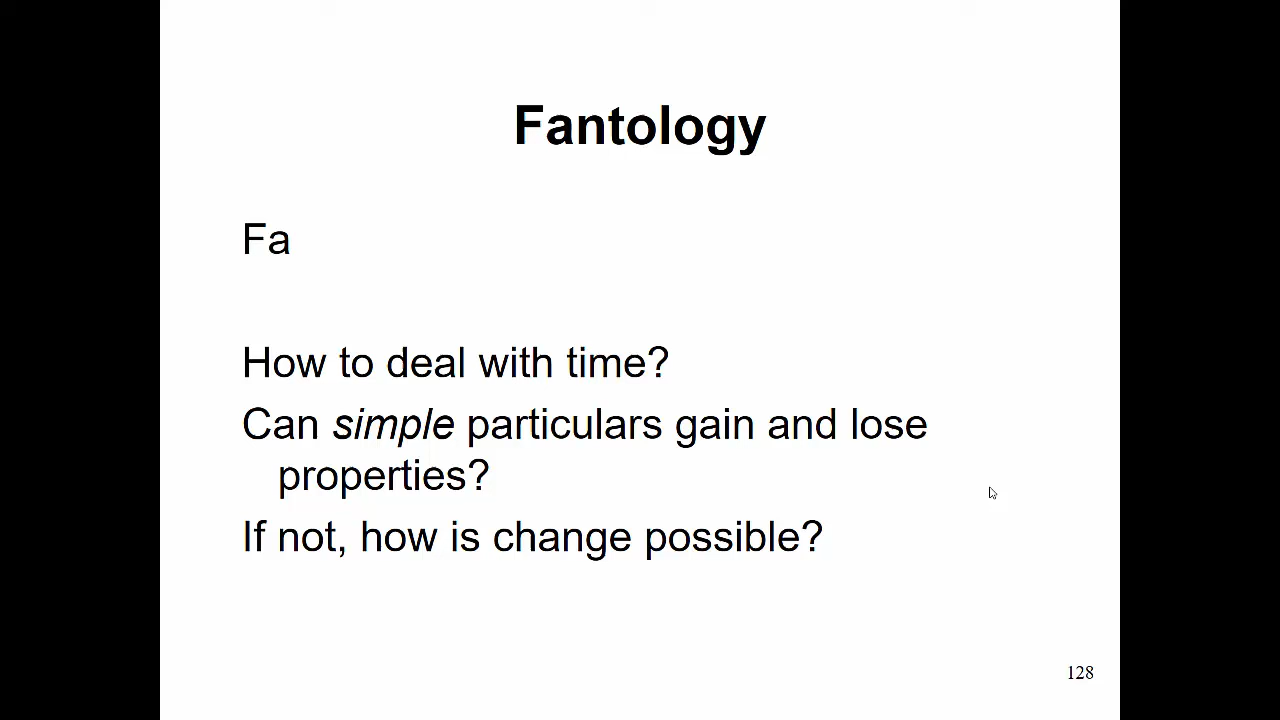 Fantology
Fa
How to deal with time?
Can simple particulars gain and lose
properties?
If not, how is change possible?
128